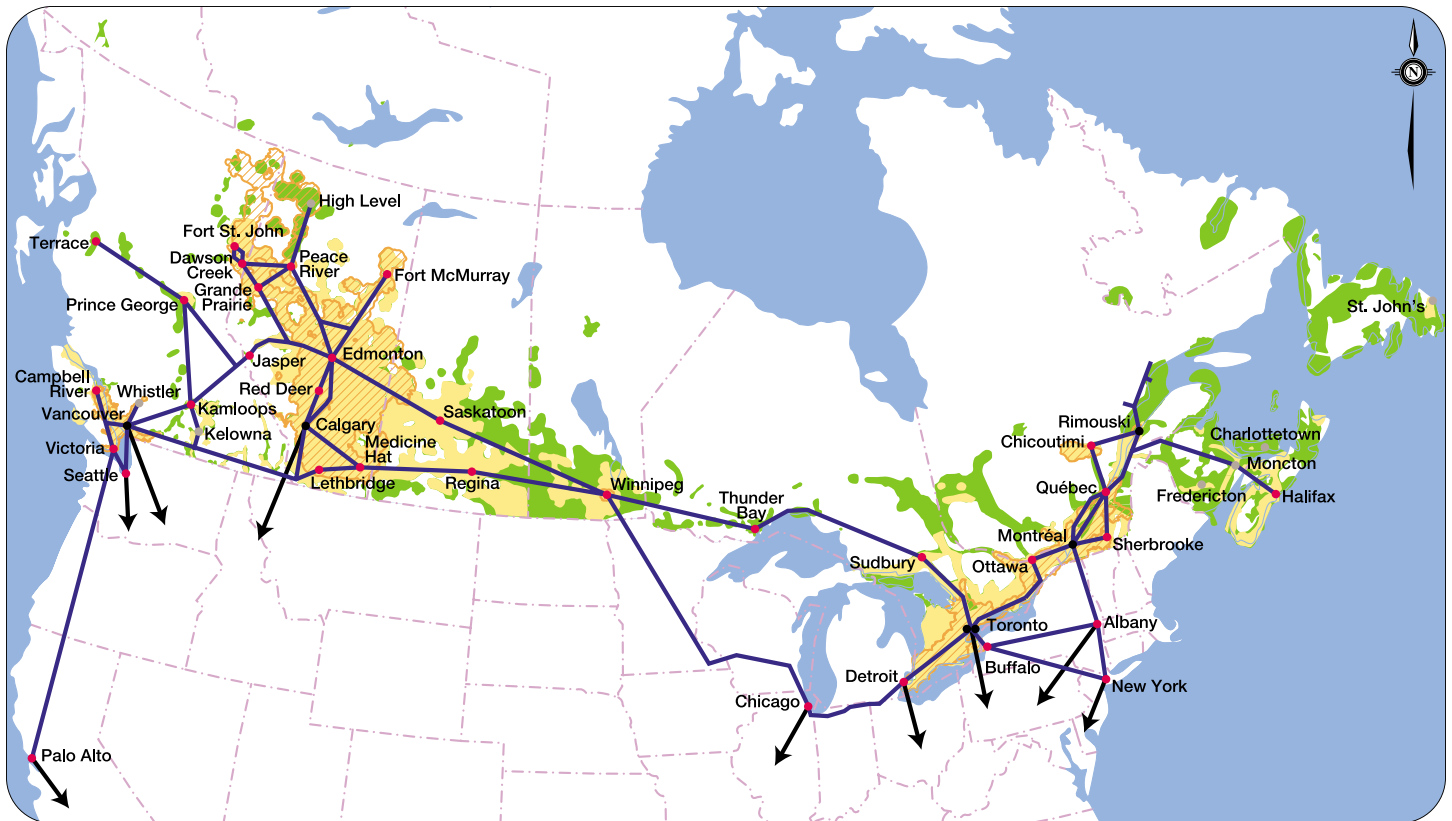 N
High Level
Fort St. John
Terrace
Dawson
Creek
Peace
River
Fort McMurray
Grande
Prairie
Prince George
St. John's
Jasper
Edmonton
Campbell
River
Whistler
Red Deer
Kamloops
Vancouver
Saskatoon
Calgary
Kelowna
Rimouski
Chicoutimi
Charlottetown
Victoria
Medicine
Hat
Moncton
Seattle
Lethbridge
Regina
Winnipeg
Québec
Fredericton
Halifax
Thunder
Bay
Montréal
Sherbrooke
Sudbury
Ottawa
Toronto
Albany
Buffalo
Detroit
New York
Chicago
Palo Alto